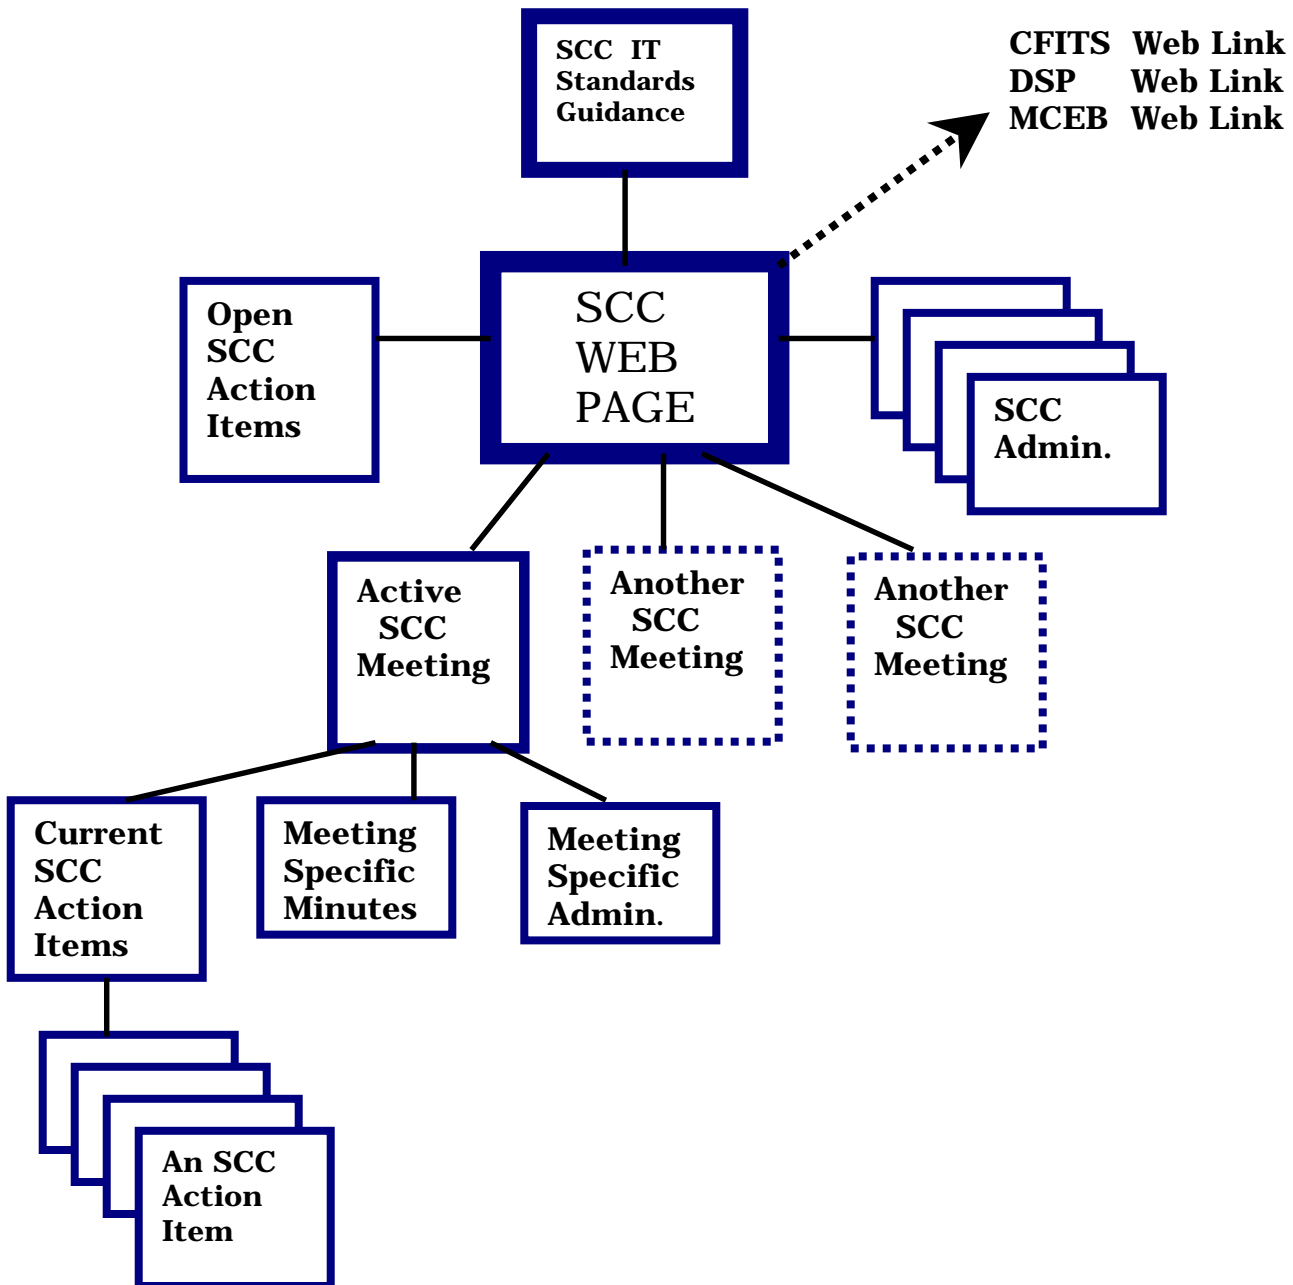 SCC IT
Standards
Guidance
CFITS Web Link
DSP Web Link
MCEB Web Link
Open
SCC
Action
Items
SCC
WEB
PAGE
SCC
Admin.
Active
SCC
Meeting
Another
SCC
Meeting
Another
SCC
Meeting
Current
SCC
Action
Items
Meeting
Specific
Minutes
Meeting
Specific
Admin.
An SCC
Action
Item